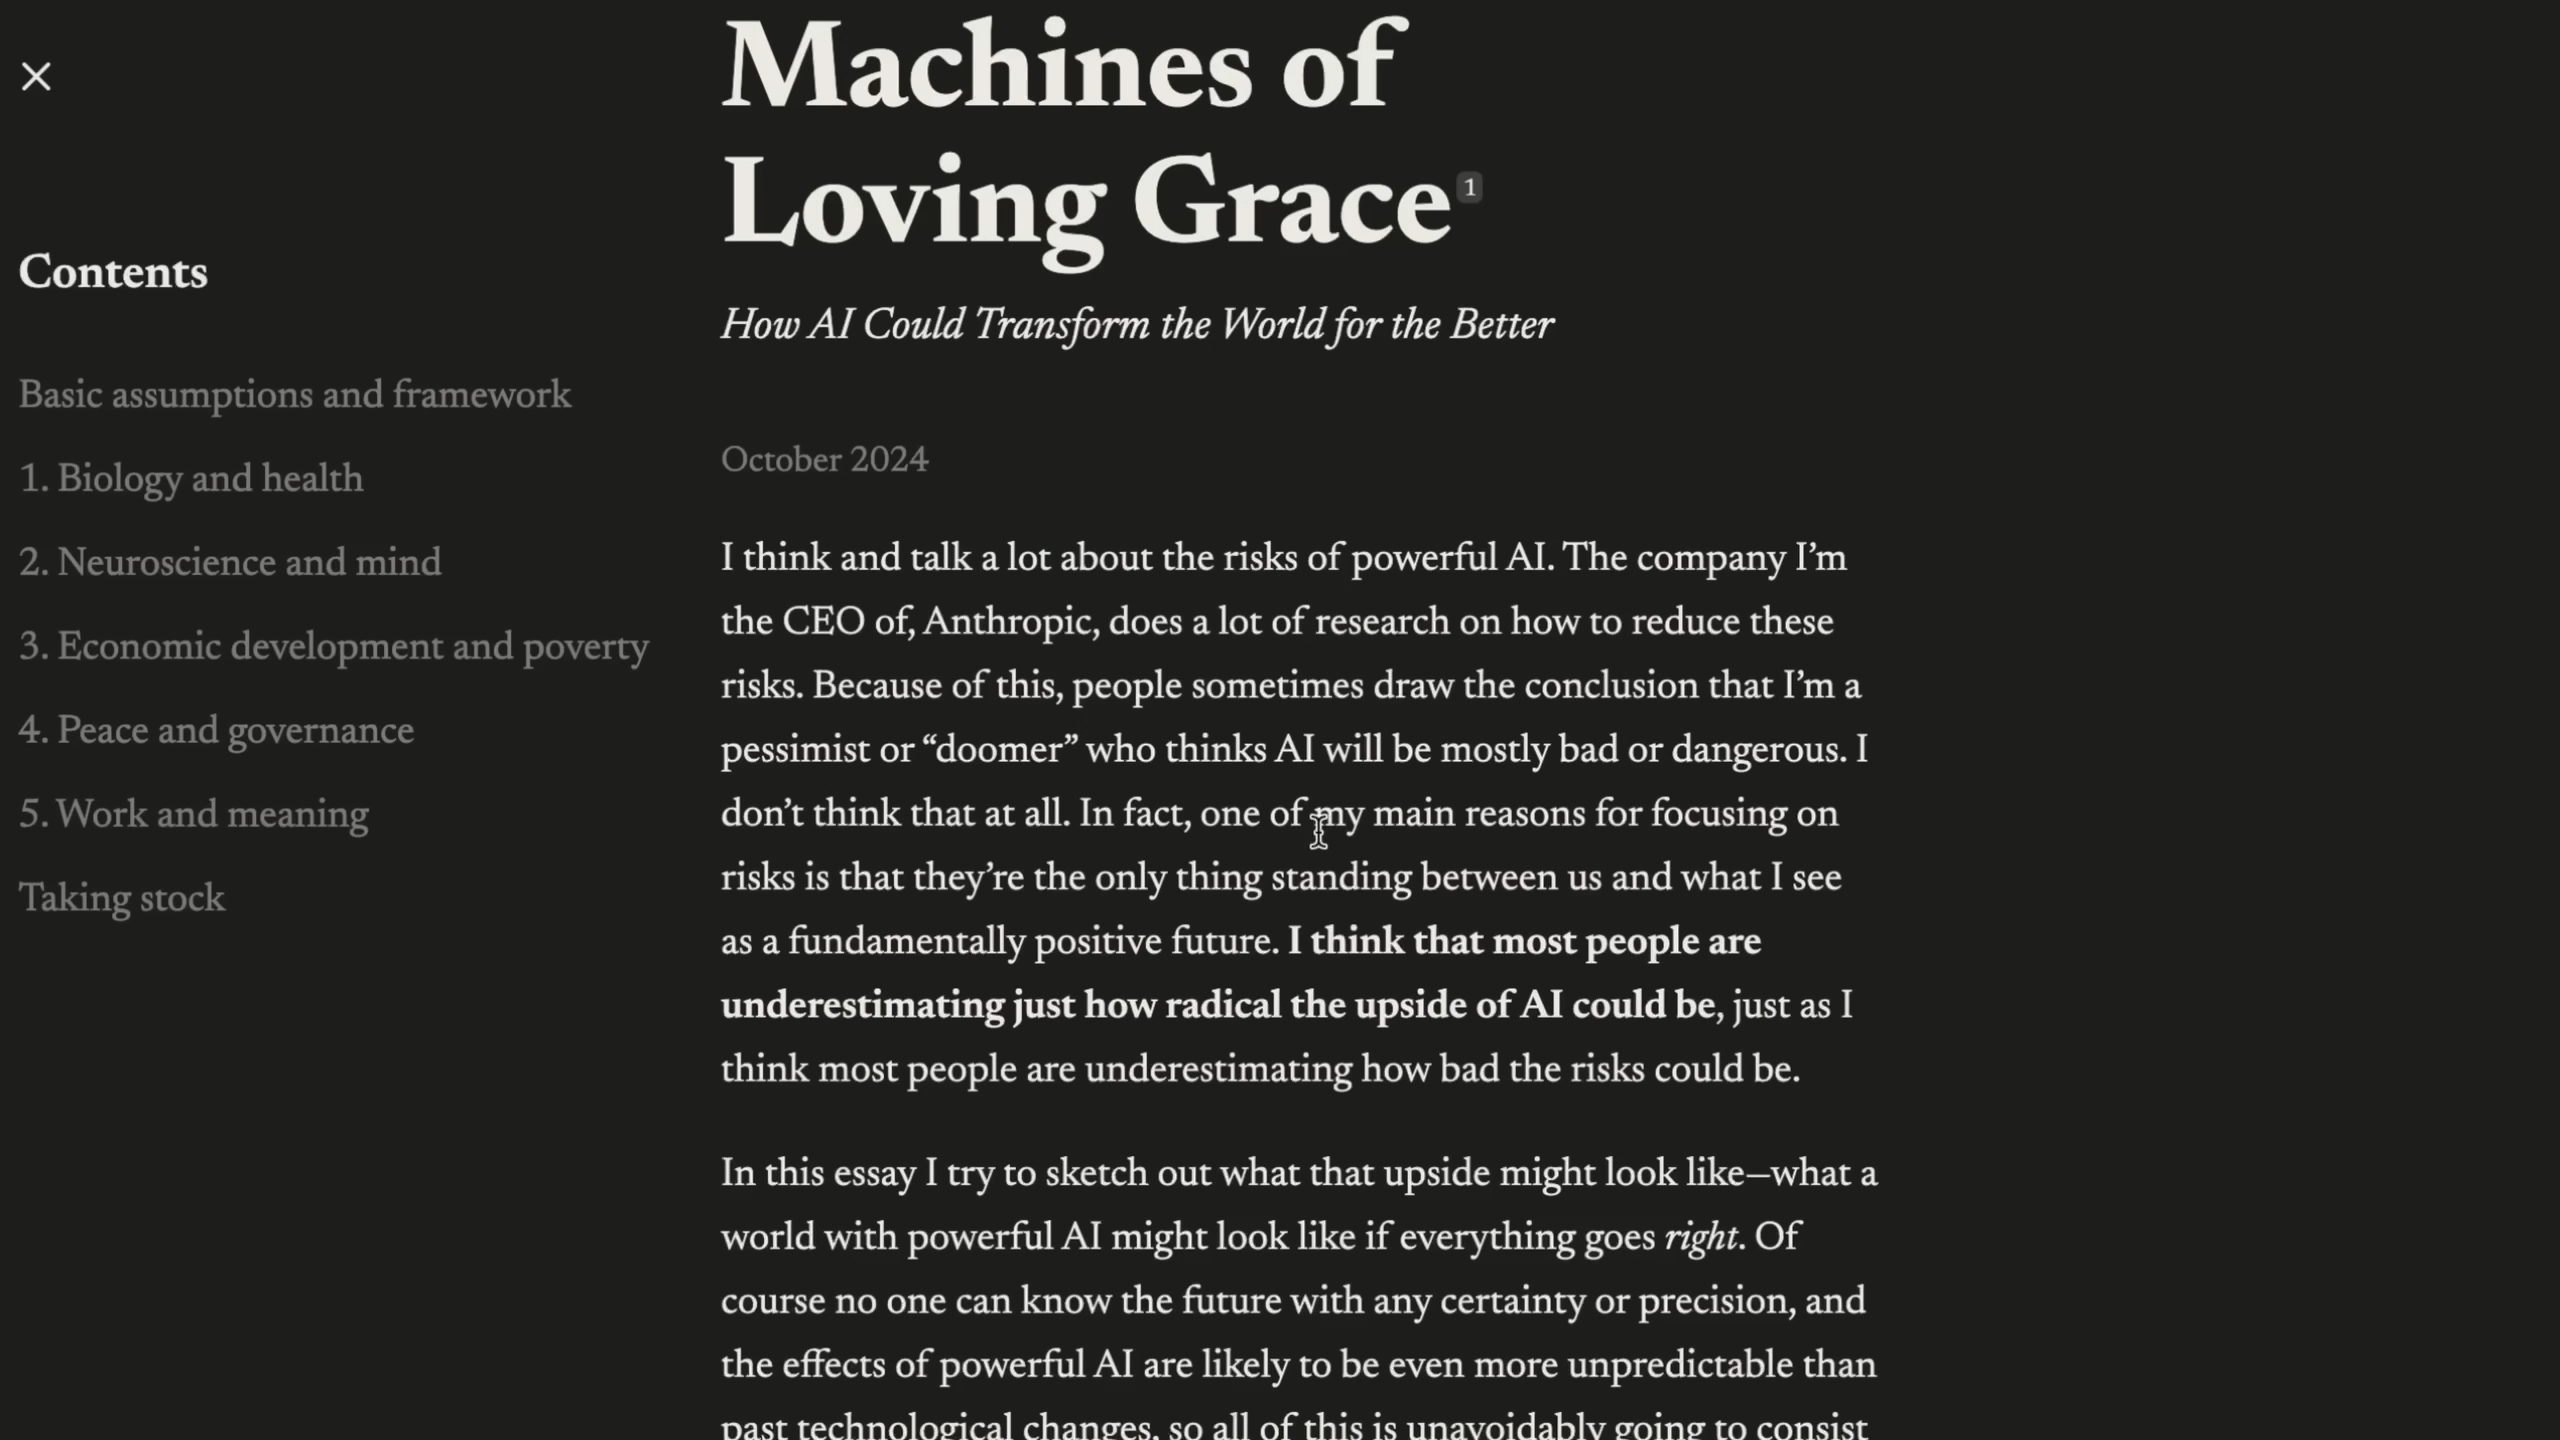 Machines of
Loving Grace 1
How AI Could Transform the World for the Better
October 2024
Contents
Basic assumptions and framework
1. Biology and health
2. Neuroscience and mind
3. Economic development and poverty
4. Peace and governance
5. Work and meaning
Taking stock
I think and talk a lot about the risks of powerful AI. The company I’m
the CEO of, Anthropic, does a lot of research on how to reduce these
risks. Because of this, people sometimes draw the conclusion that I’m a
pessimist or “doomer” who thinks AI will be mostly bad or dangerous. I
don’t think that at all. In fact, one of my main reasons for focusing on
risks is that they’re the only thing standing between us and what I see
as a fundamentally positive future. I think that most people are
underestimating just how radical the upside of AI could be, just as I
think most people are underestimating how bad the risks could be.
In this essay I try to sketch out what that upside might look like—what a
world with powerful AI might look like if everything goes right. Of
course no one can know the future with any certainty or precision, and
the effects of powerful AI are likely to be even more unpredictable than
past technological changes, so all of this is unavoidably going to consist